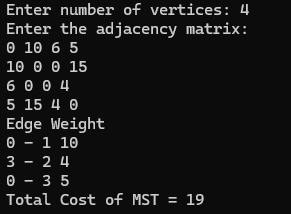 Enter number of vertices: 4
Enter the adjacency matrix:
0 10 6 5
10 0 0 15
6 0 0 4
5 15 4 0
Edge Weight
0 - 1 10
3 - 2 4
0 - 3 5
Total Cost of MST = 19